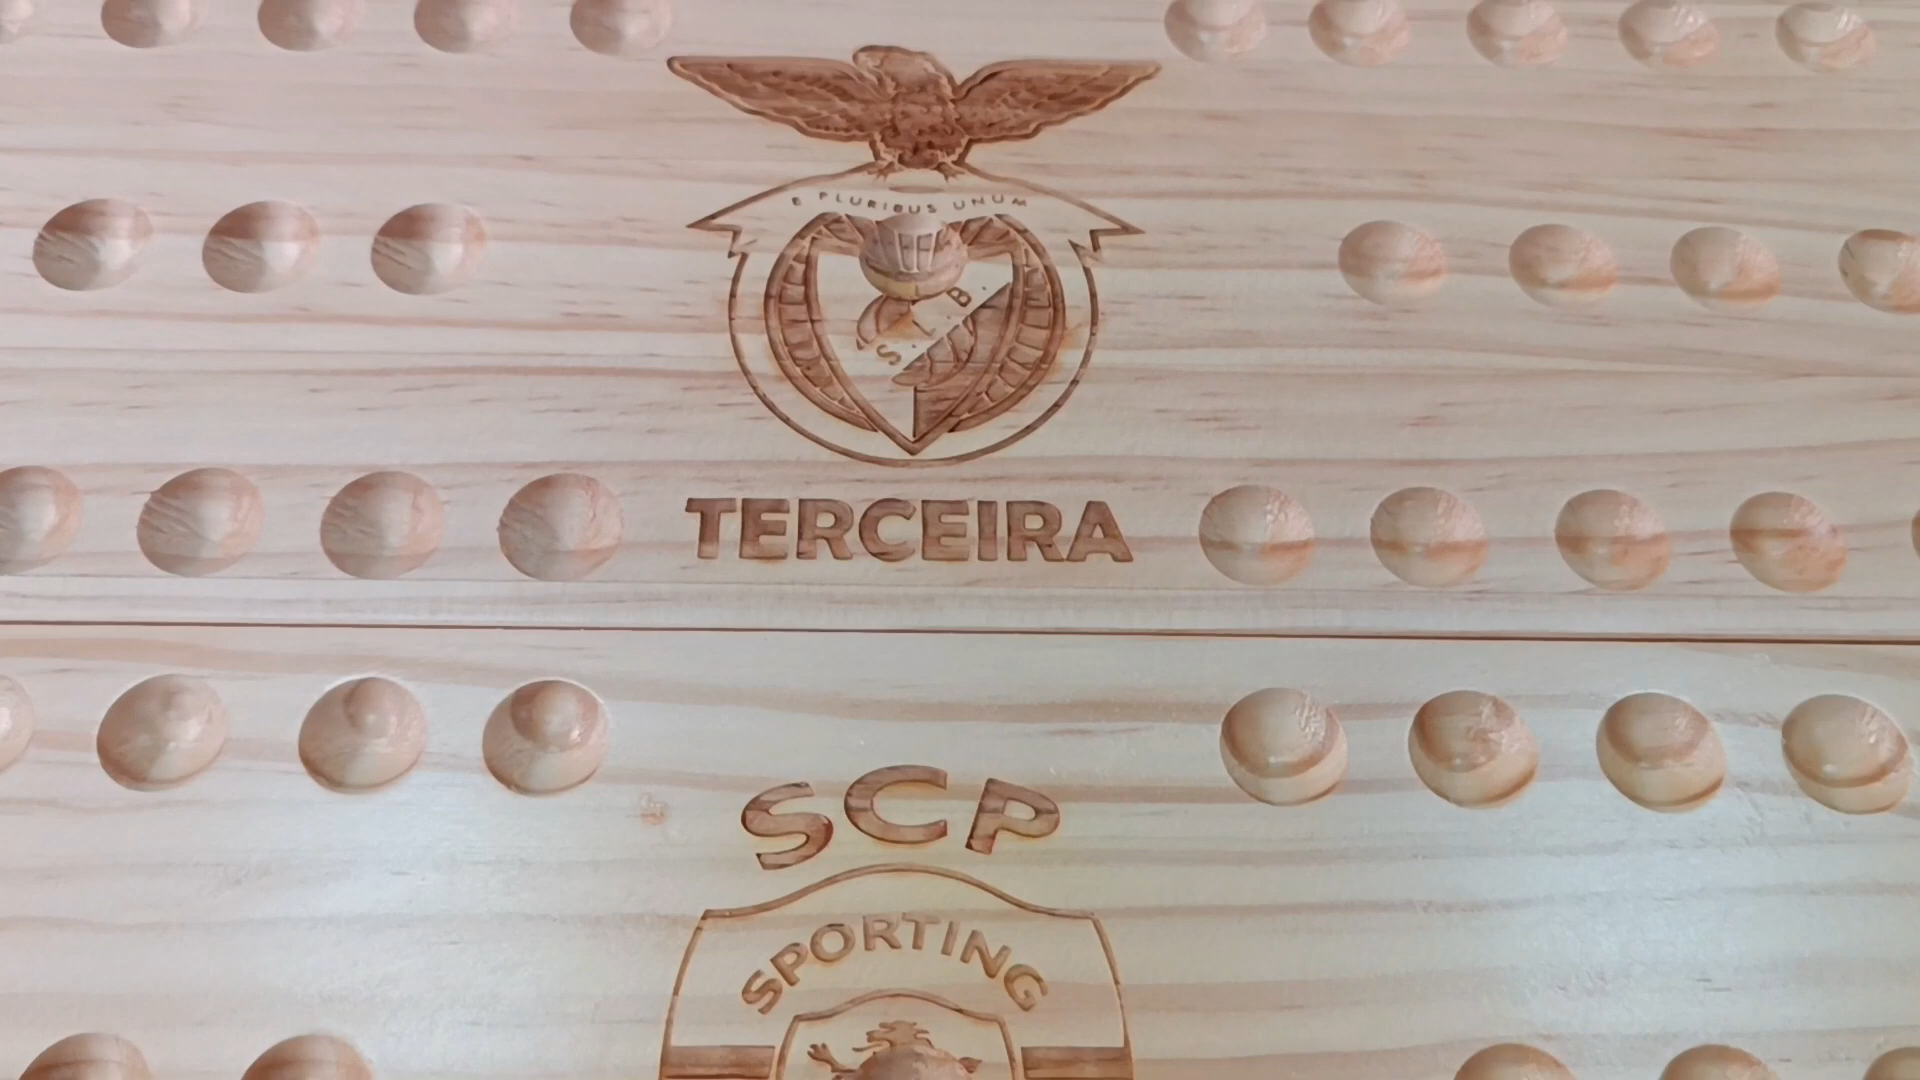 E PLURIBUS UNUM
S. L. B.
TERCEIRA
SCP
SPORTING